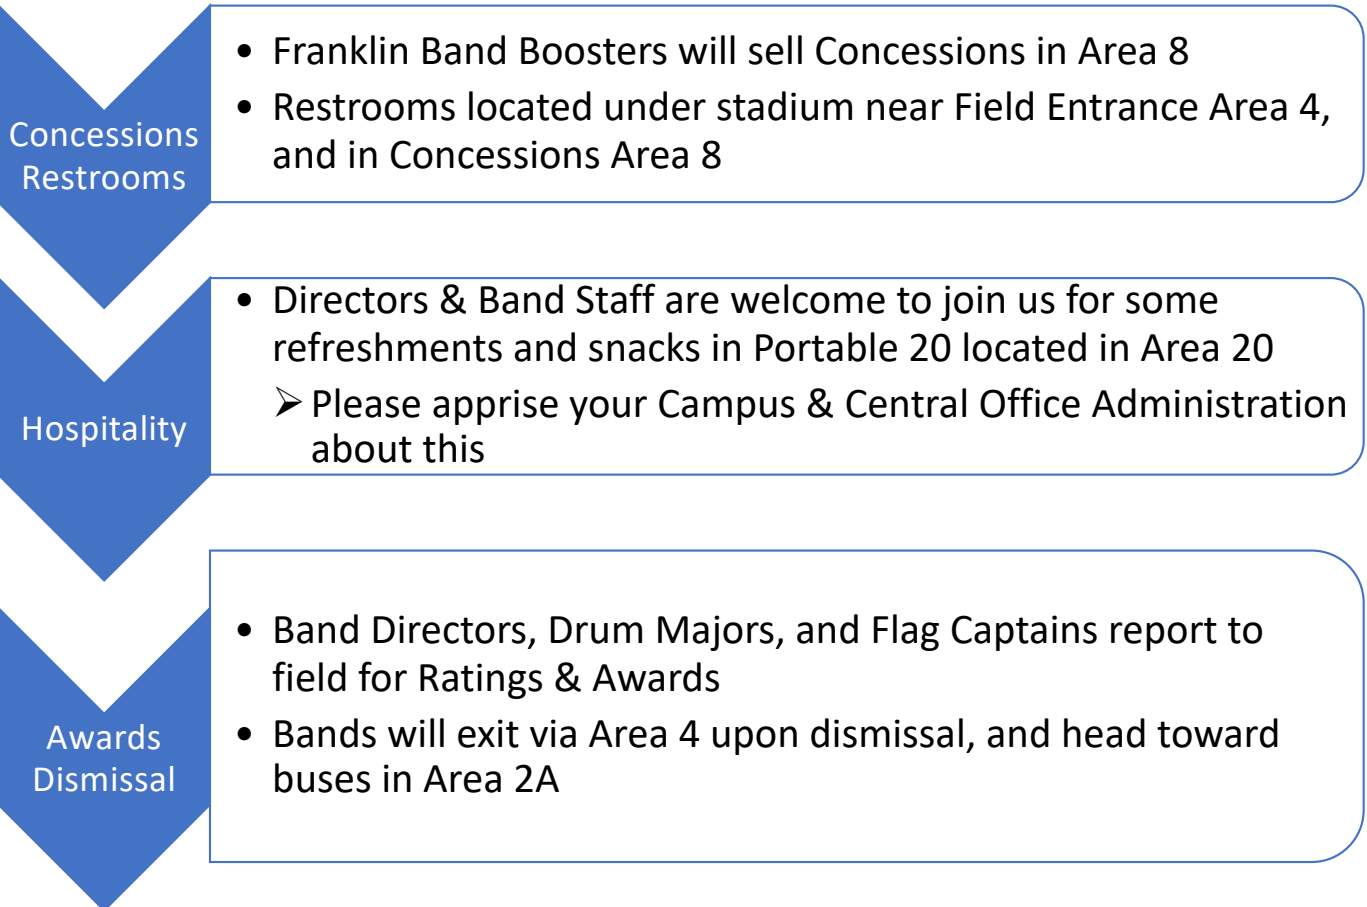 Concessions
Restrooms
• Franklin Band Boosters will sell Concessions in Area 8
• Restrooms located under stadium near Field Entrance Area 4,
and in Concessions Area 8
Hospitality
• Directors & Band Staff are welcome to join us for some
refreshments and snacks in Portable 20 located in Area 20
➢ Please apprise your Campus & Central Office Administration
about this
Awards
Dismissal
• Band Directors, Drum Majors, and Flag Captains report to
field for Ratings & Awards
• Bands will exit via Area 4 upon dismissal, and head toward
buses in Area 2A